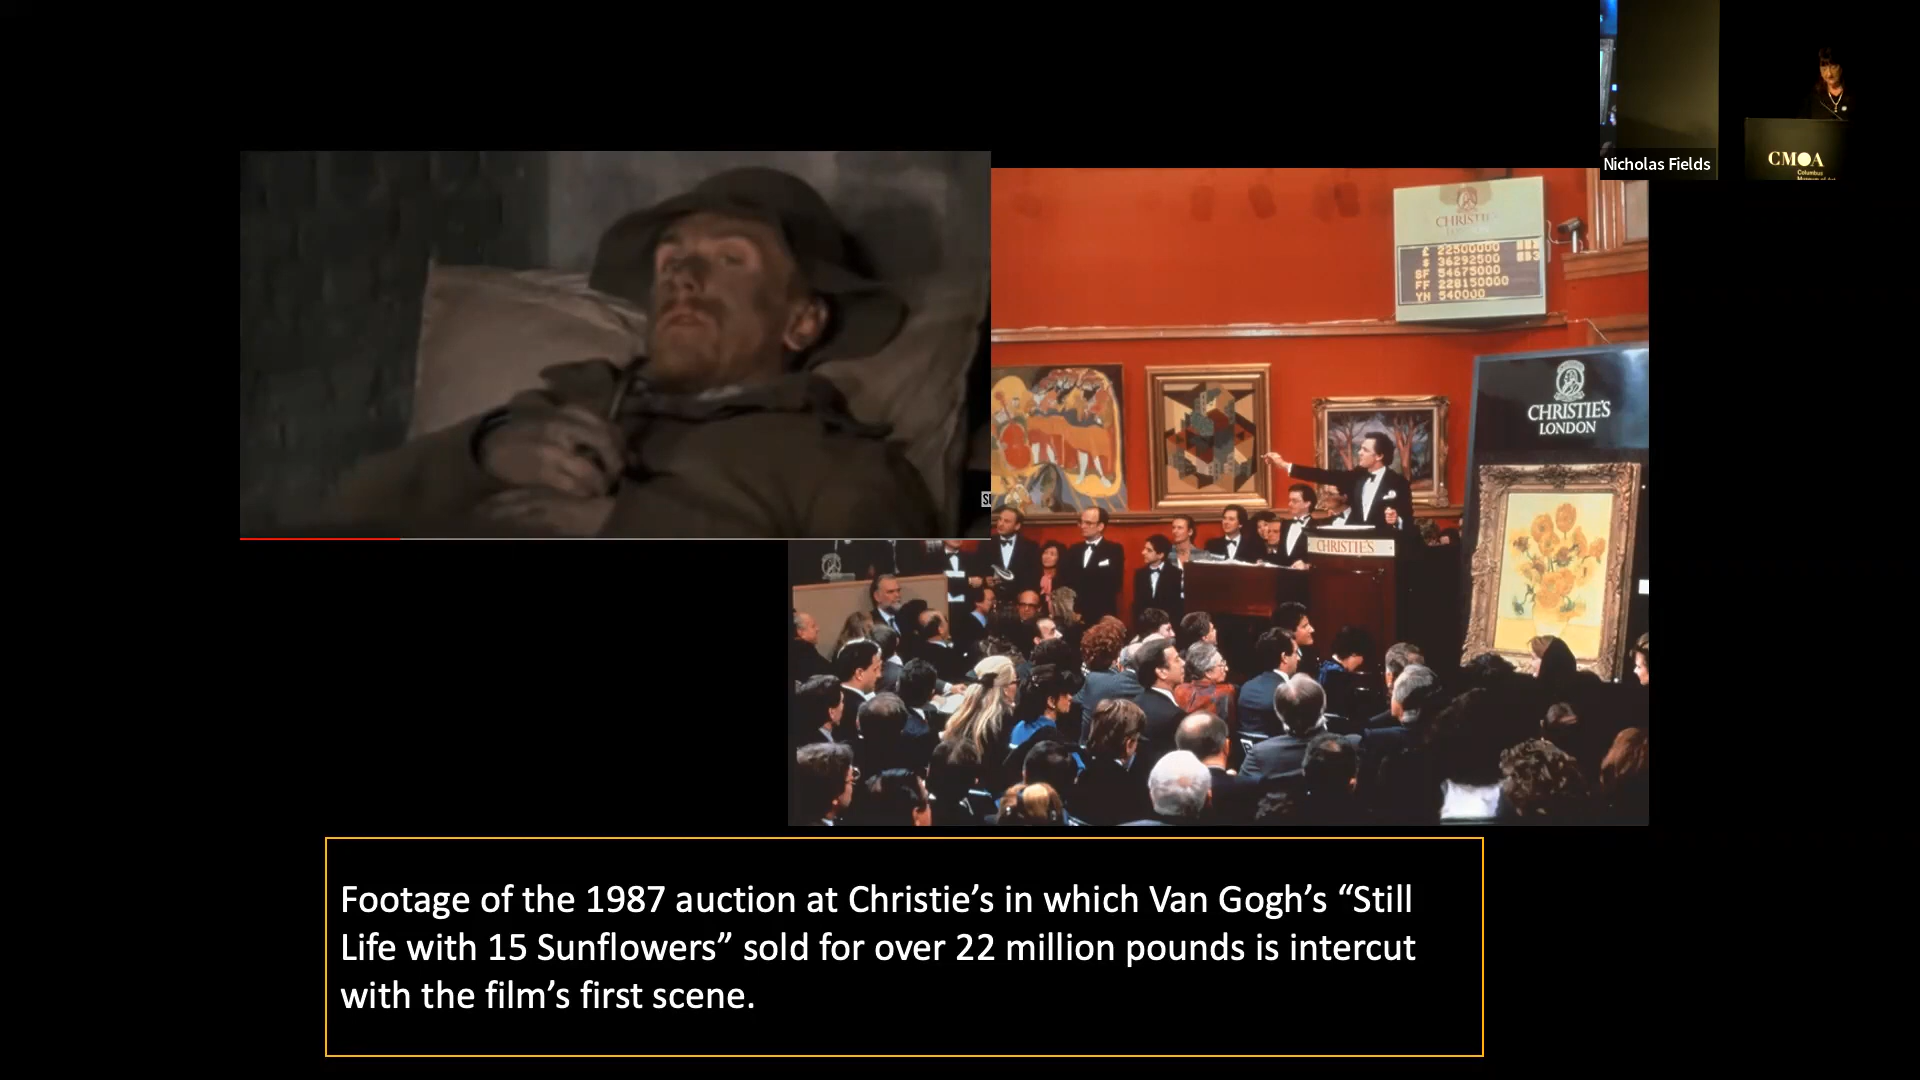 Nicholas Fields
CMOA
Columbus
CHRISTIE'S
£ 22500000
$ 36292500
SF 54675000
FF 228150000
YN 540000
CHRISTIE'S
LONDON
CHRISTIE'S
Footage of the 1987 auction at Christie’s in which Van Gogh’s “Still
Life with 15 Sunflowers” sold for over 22 million pounds is intercut
with the film’s first scene.